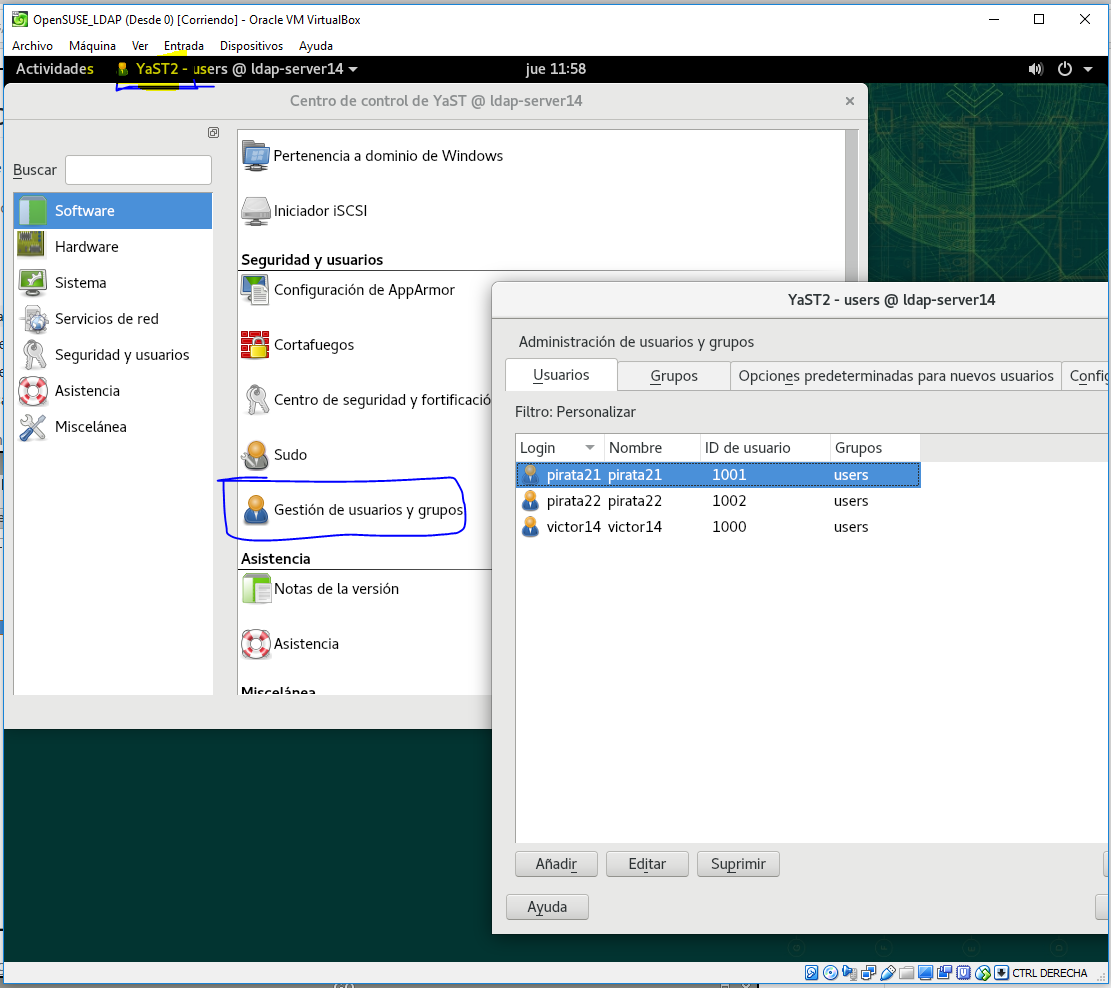 OpenSUSE_LDAP (Desde 0) [Corriendo] - Oracle VM VirtualBox
Archivo Máquina Ver Entrada Dispositivos Ayuda
Actividades YaST2 - users @ ldap-server14 jue 11:58
Centro de control de YaST @ ldap-server14
Buscar
Software
Hardware
Sistema
Servicios de red
Seguridad y usuarios
Asistencia
Miscelánea
Pertenencia a dominio de Windows
Iniciador iSCSI
Seguridad y usuarios
Configuración de AppArmor
Cortafuegos
Centro de seguridad y fortificació
Sudo
Gestión de usuarios y grupos
Asistencia
Notas de la versión
Asistencia
Miscelánea
YaST2 - users @ ldap-server14
Administración de usuarios y grupos
Usuarios Grupos Opciones predeterminadas para nuevos usuarios Config
Filtro: Personalizar
Login Nombre ID de usuario Grupos
pirata21 pirata21 1001 users
pirata22 pirata22 1002 users
victor14 victor14 1000 users
Añadir Editar Suprimir
Ayuda
CTRL DERECHA